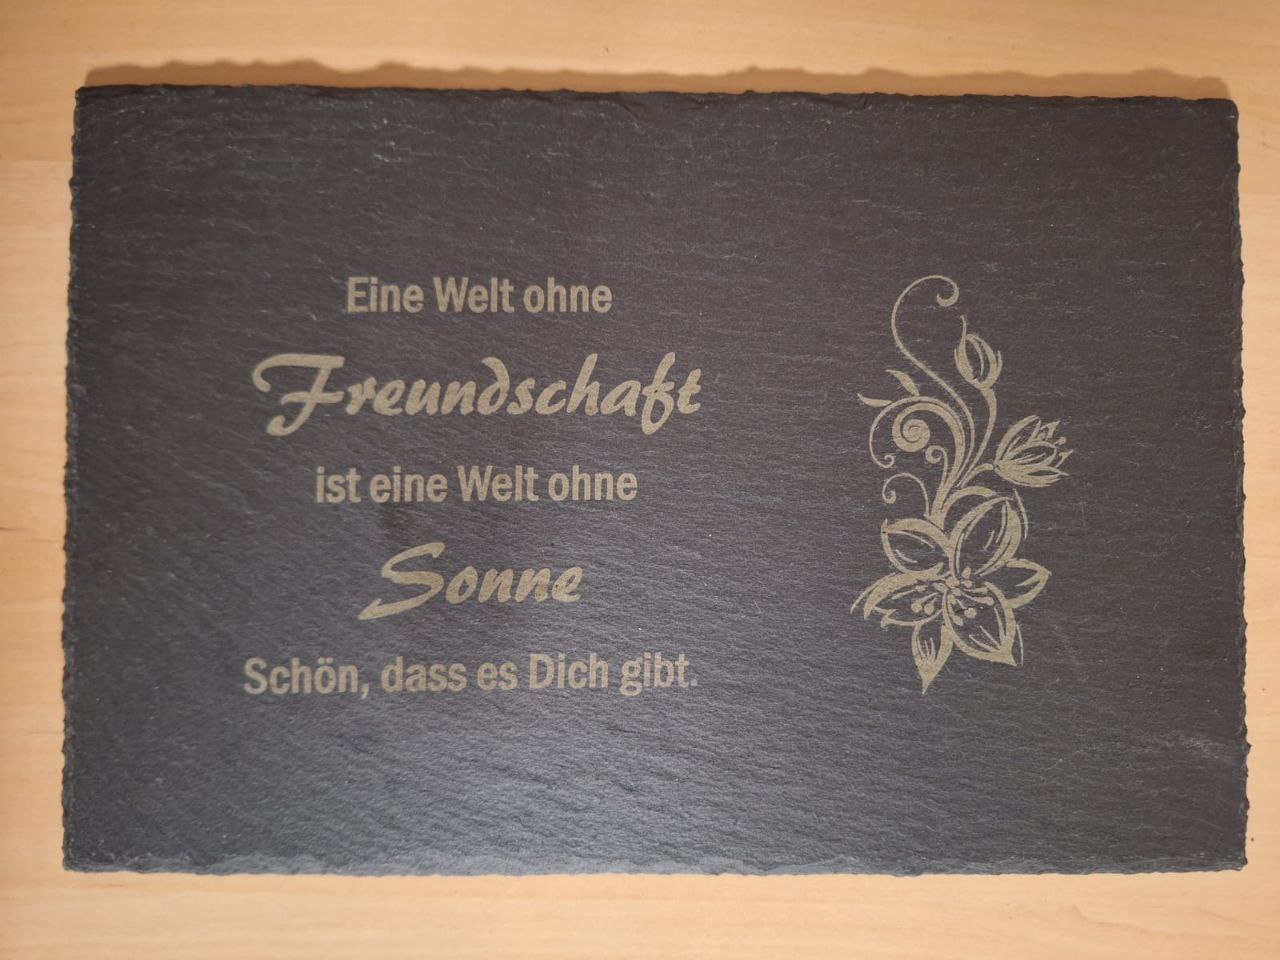 Eine Welt ohne
Freundschaft
ist eine Welt ohne
Sonne
Schön, dass es Dich gibt.